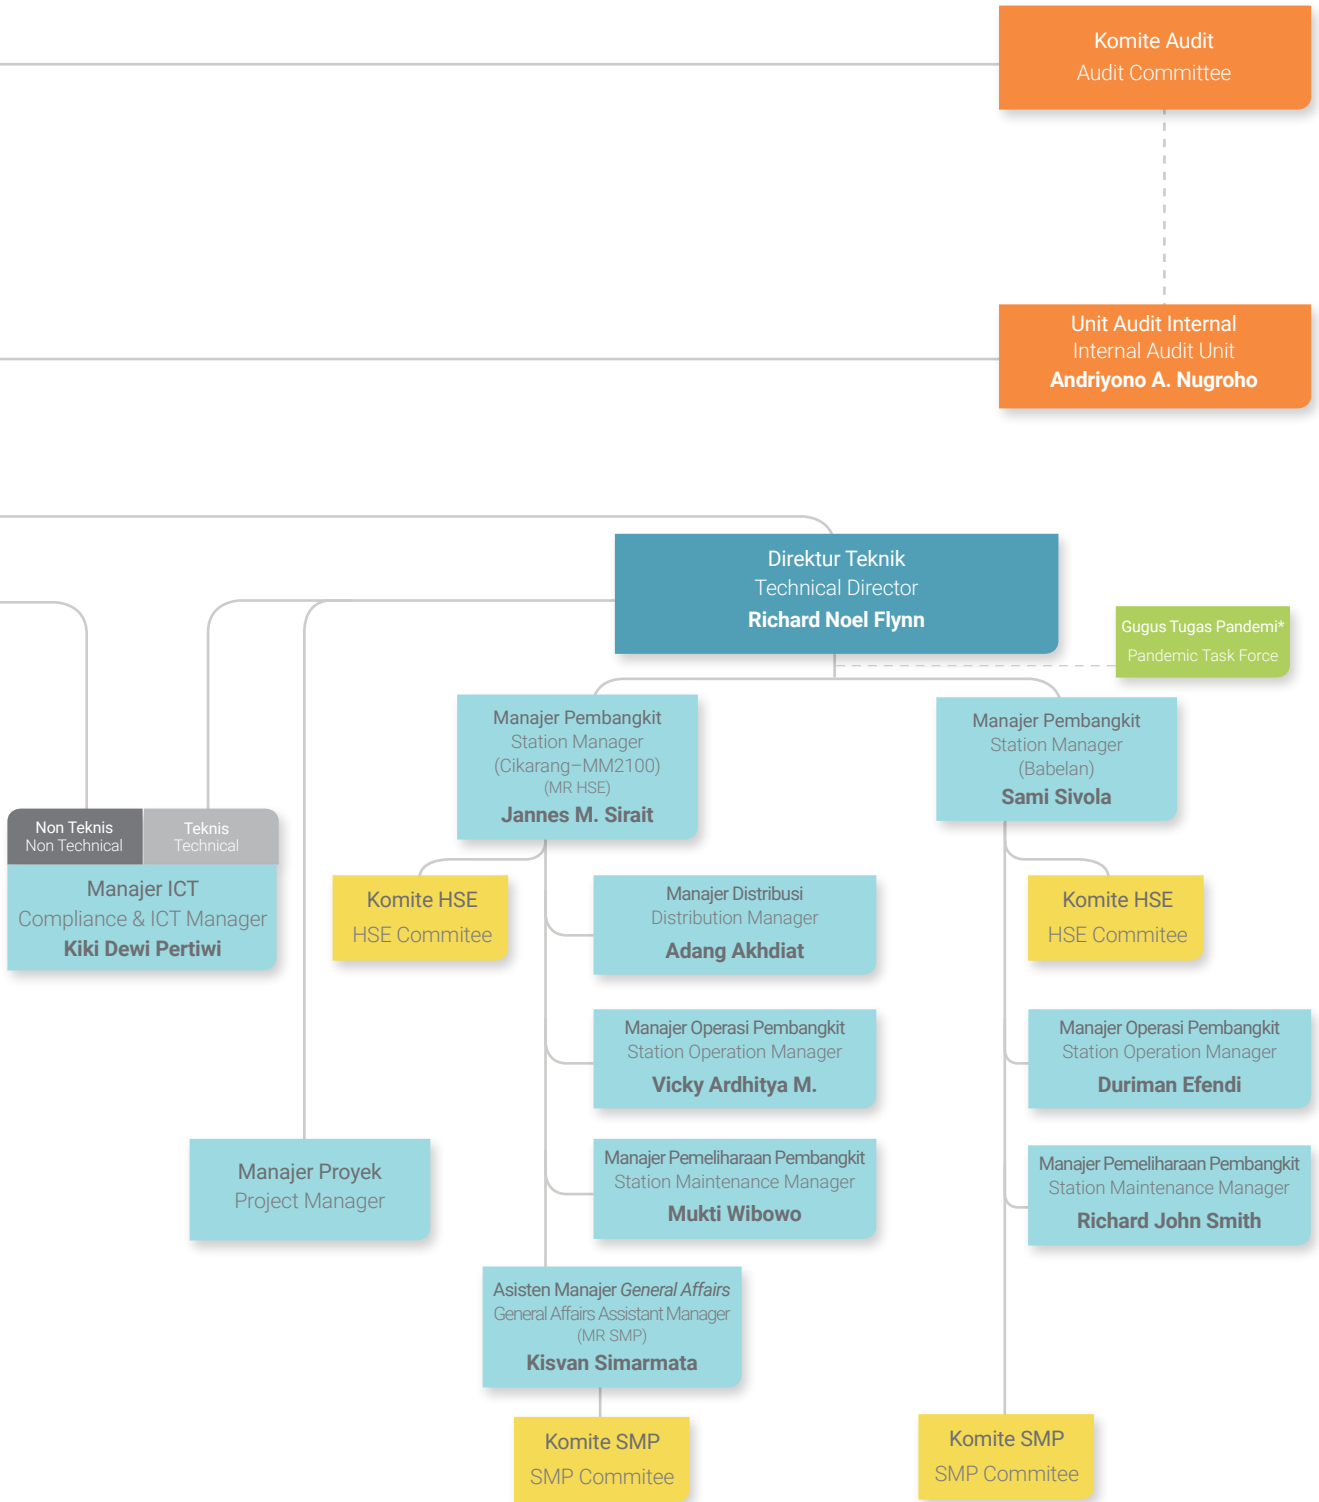 Komite Audit
Audit Committee
Unit Audit Internal
Internal Audit Unit
Andriyono A. Nugroho
Direktur Teknik
Technical Director
Richard Noel Flynn
Gugus Tugas Pandemi*
Pandemic Task Force
Manajer Pembangkit
Station Manager
(Cikarang–MM2100)
(MR HSE)
Jannes M. Sirait
Manajer Pembangkit
Station Manager
(Babelan)
Sami Sivola
Non Teknis
Non Technical
Teknis
Technical
Manajer ICT
Compliance & ICT Manager
Kiki Dewi Pertiwi
Komite HSE
HSE Commitee
Manajer Distribusi
Distribution Manager
Adang Akhdiat
Komite HSE
HSE Commitee
Manajer Operasi Pembangkit
Station Operation Manager
Vicky Ardhitya M.
Manajer Operasi Pembangkit
Station Operation Manager
Duriman Efendi
Manajer Proyek
Project Manager
Manajer Pemeliharaan Pembangkit
Station Maintenance Manager
Mukti Wibowo
Manajer Pemeliharaan Pembangkit
Station Maintenance Manager
Richard John Smith
Asisten Manajer General Affairs
General Affairs Assistant Manager
(MR SMP)
Kisvan Simarmata
Komite SMP
SMP Commitee
Komite SMP
SMP Commitee